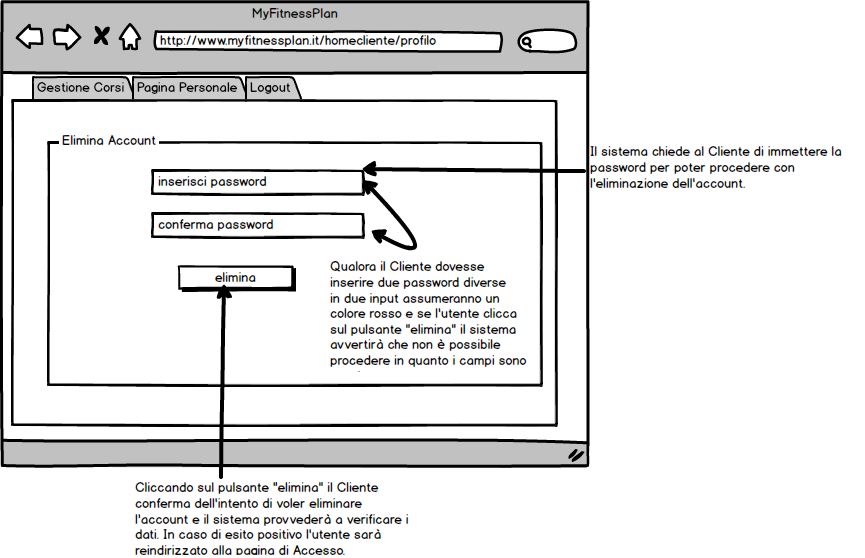 MyFitnessPlan
http://www.myfitnessplan.it/homecliente/profilo
Gestione Corsi
Pagina Personale
Logout
Elimina Account
inserisci password
conferma password
elimina
Il sistema chiede al Cliente di immettere la
password per poter procedere con
l'eliminazione dell'account.
Qualora il Cliente dovesse
inserire due password diverse
in due input assumeranno un
colore rosso e se l'utente clicca
sul pulsante "elimina" il sistema
avvertirà che non è possibile
procedere in quanto i campi sono
Cliccando sul pulsante "elimina" il Cliente
conferma dell'intento di voler eliminare
l'account e il sistema provvederà a verificare i
dati. In caso di esito positivo l'utente sarà
reindirizzato alla pagina di Accesso.